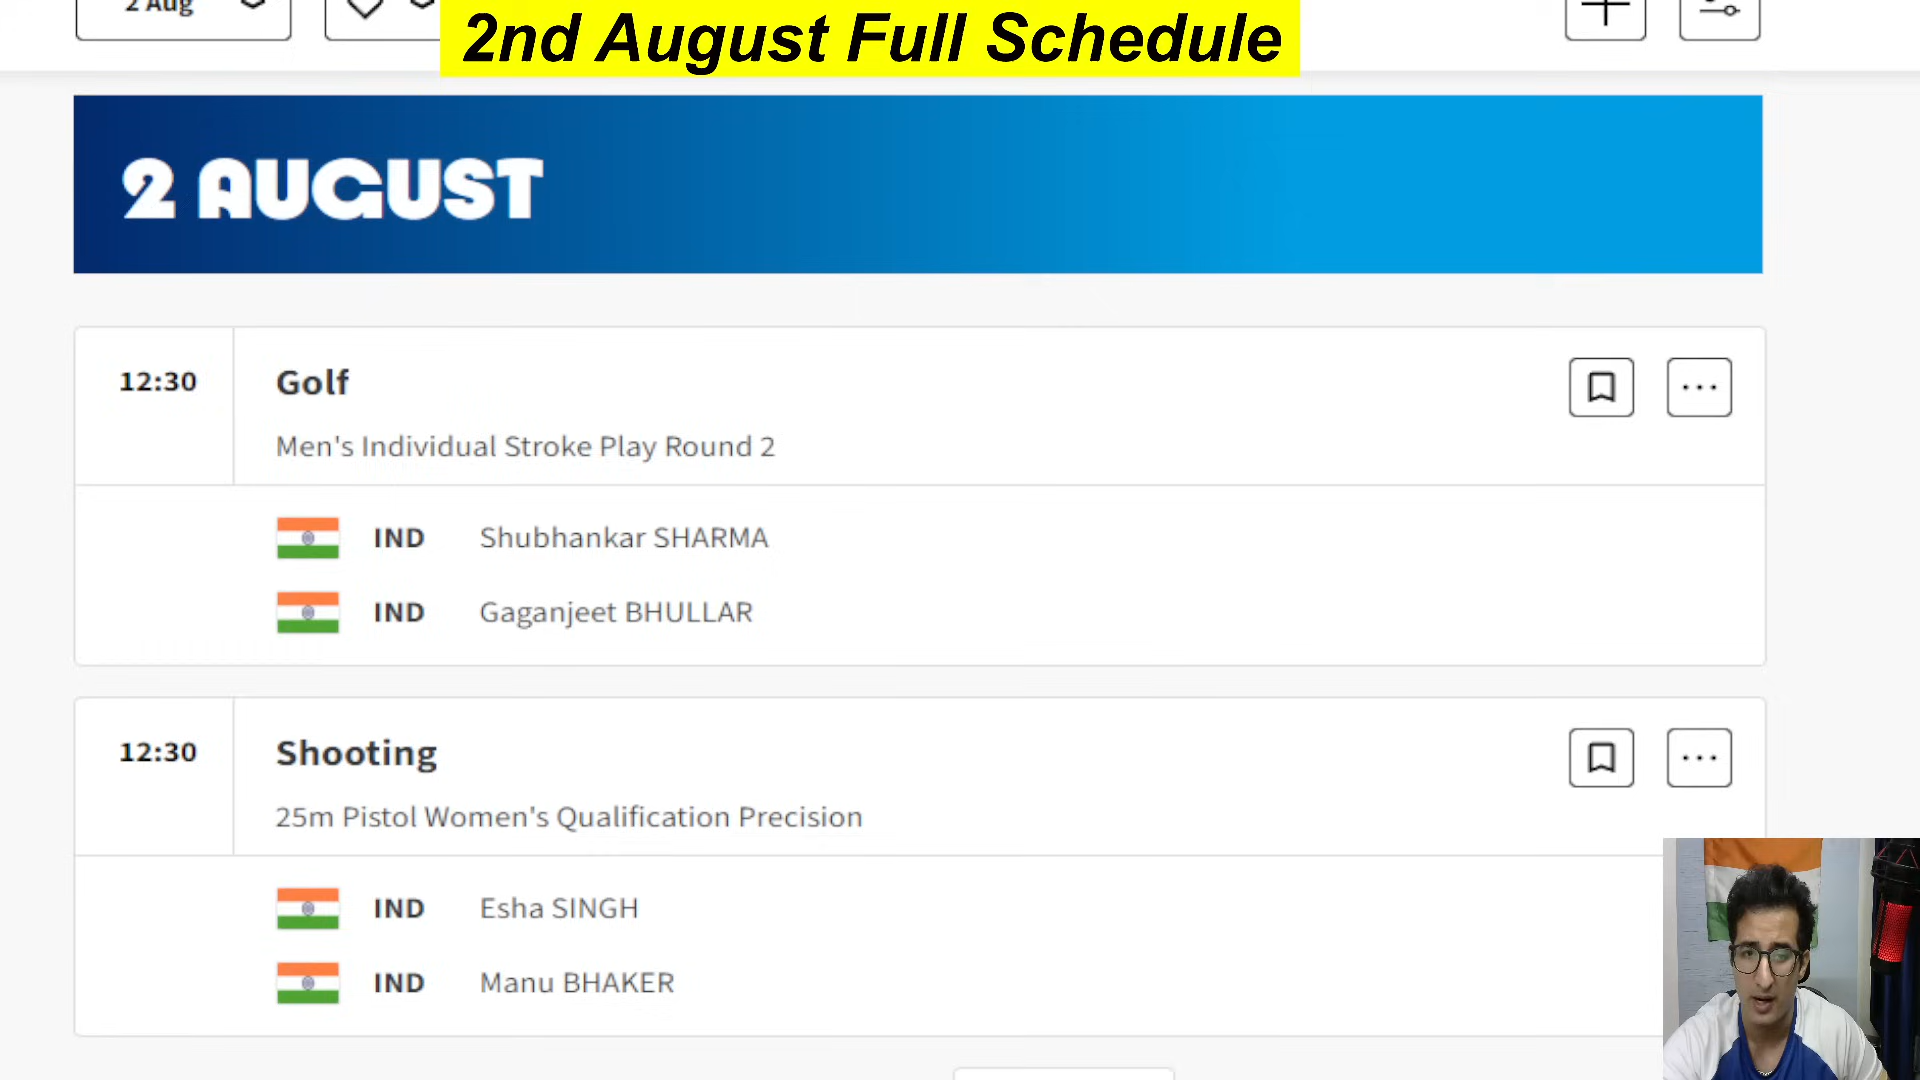 2 Aug
2nd August Full Schedule
2 AUGUST
12:30 Golf
Men's Individual Stroke Play Round 2
IND Shubhankar SHARMA
IND Gaganjeet BHULLAR
12:30 Shooting
25m Pistol Women's Qualification Precision
IND Esha SINGH
IND Manu BHAKER